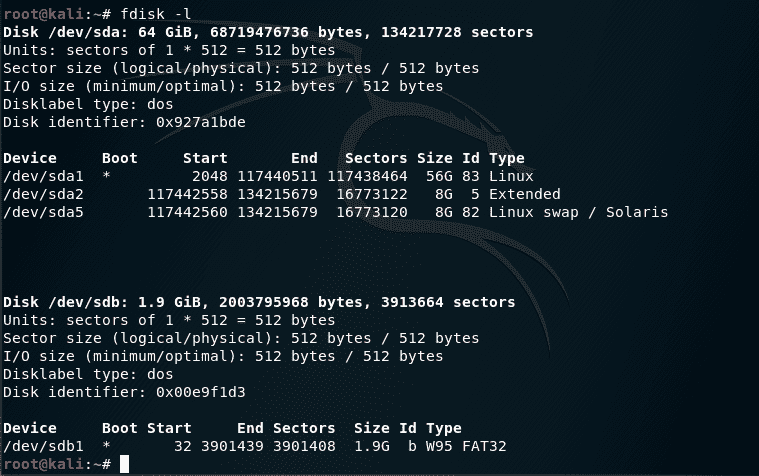 root@kali:~# fdisk -l
Disk /dev/sda: 64 GiB, 68719476736 bytes, 134217728 sectors
Units: sectors of 1 * 512 = 512 bytes
Sector size (logical/physical): 512 bytes / 512 bytes
I/O size (minimum/optimal): 512 bytes / 512 bytes
Disklabel type: dos
Disk identifier: 0x927a1bde
Device     Boot     Start       End   Sectors Size Id Type
/dev/sda1  *         2048 117440511 117438464  56G 83 Linux
/dev/sda2       117442558 134215679  16773122   8G  5 Extended
/dev/sda5       117442560 134215679  16773120   8G 82 Linux swap / Solaris
Disk /dev/sdb: 1.9 GiB, 2003795968 bytes, 3913664 sectors
Units: sectors of 1 * 512 = 512 bytes
Sector size (logical/physical): 512 bytes / 512 bytes
I/O size (minimum/optimal): 512 bytes / 512 bytes
Disklabel type: dos
Disk identifier: 0x00e9f1d3
Device     Boot Start     End Sectors  Size Id Type
/dev/sdb1  *       32 3901439 3901408  1.9G  b W95 FAT32
root@kali:~#